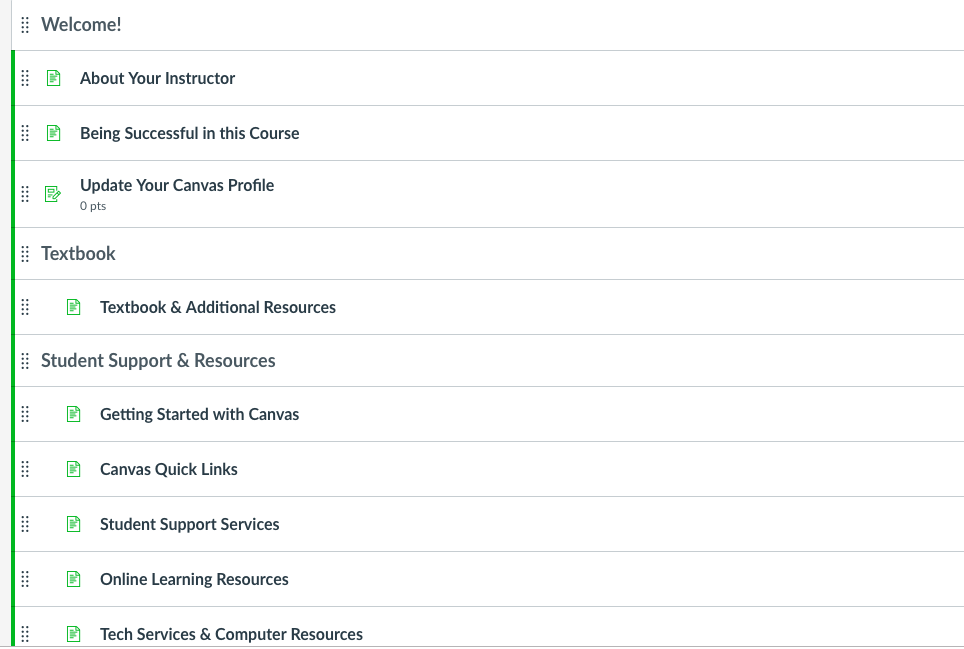 Welcome!
About Your Instructor
Being Successful in this Course
Update Your Canvas Profile
0 pts
Textbook
Textbook & Additional Resources
Student Support & Resources
Getting Started with Canvas
Canvas Quick Links
Student Support Services
Online Learning Resources
Tech Services & Computer Resources